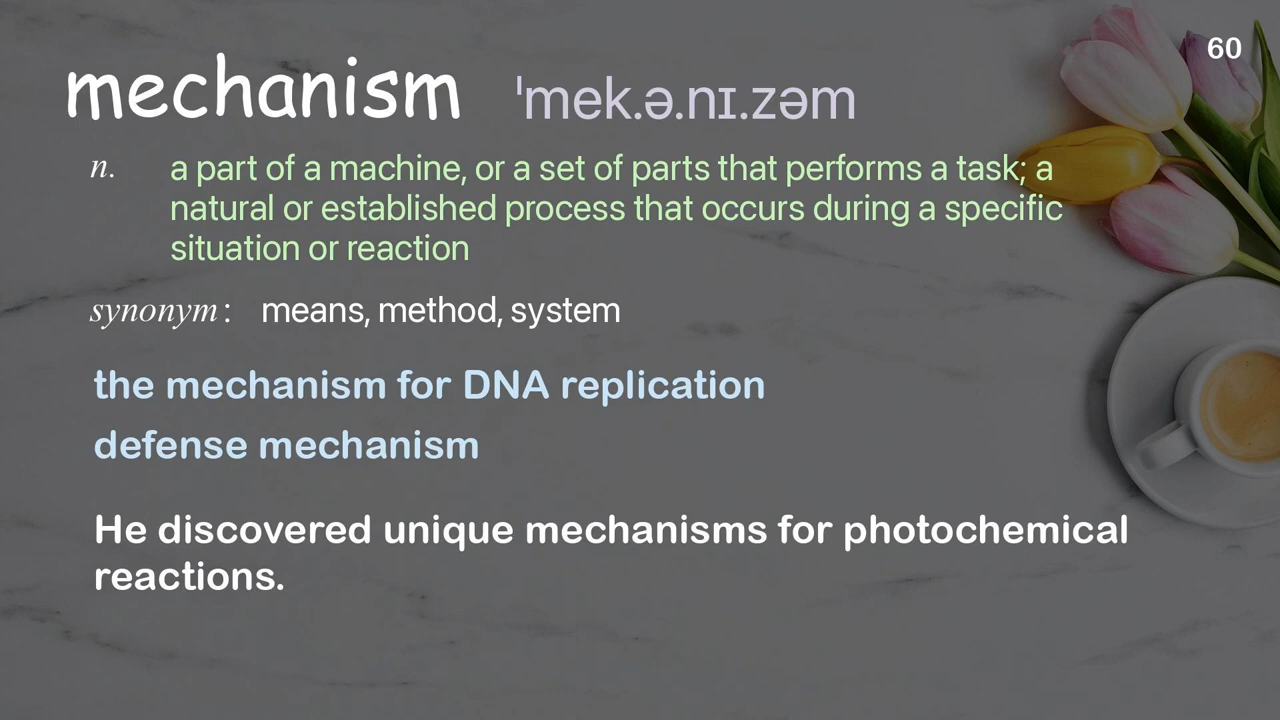 60
mechanism ˈmek.ə.nɪ.zəm
n. a part of a machine, or a set of parts that performs a task; a
natural or established process that occurs during a specific
situation or reaction
synonym: means, method, system
the mechanism for DNA replication
defense mechanism
He discovered unique mechanisms for photochemical
reactions.